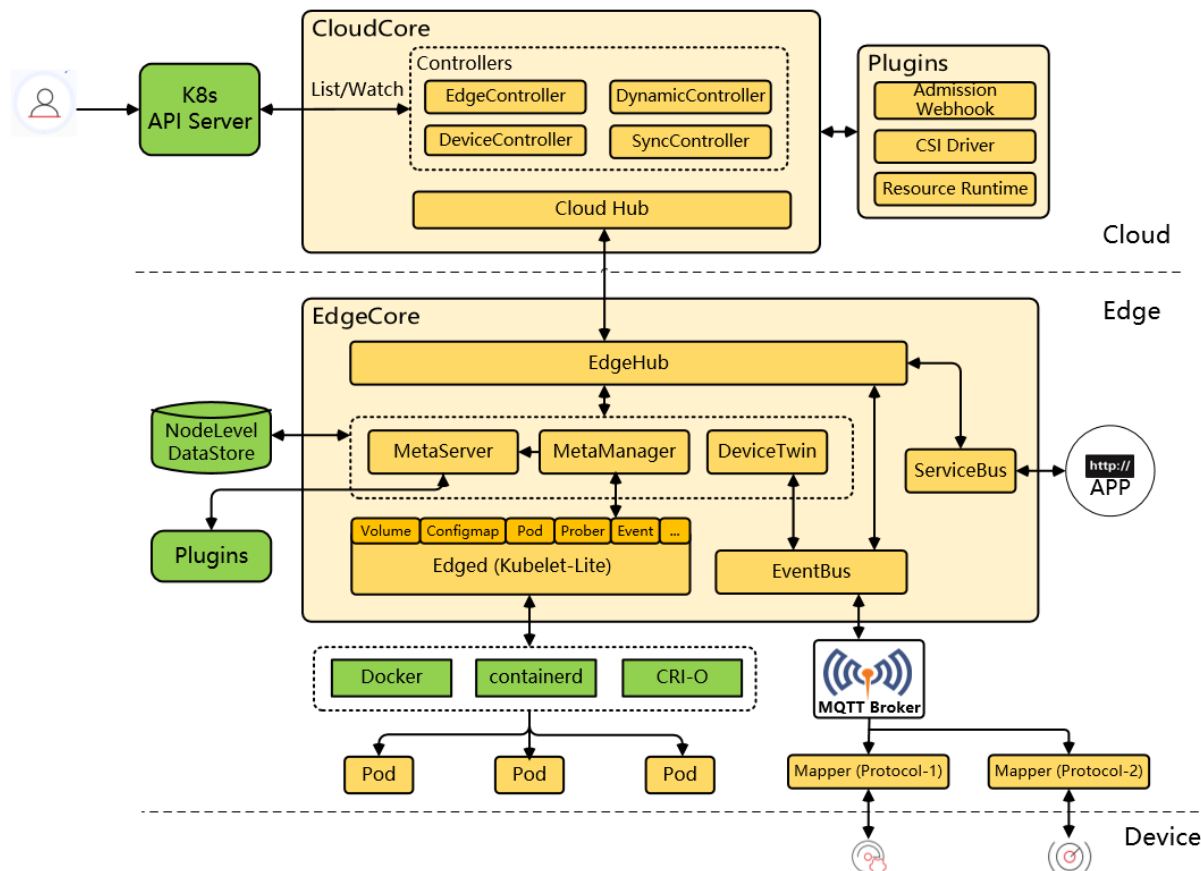 CloudCore
Controllers
List/Watch
K8s
API Server
EdgeController
DynamicController
DeviceController
SyncController
Cloud Hub
Plugins
Admission
Webhook
CSI Driver
Resource Runtime
Cloud
Edge
EdgeCore
EdgeHub
NodeLevel
DataStore
MetaServer
MetaManager
DeviceTwin
ServiceBus
http://
APP
Plugins
Volume
Configmap
Pod
Prober
Event
...
Edged (Kubelet-Lite)
EventBus
Docker
containerd
CRI-O
MQTT Broker
Pod
Pod
Pod
Mapper (Protocol-1)
Mapper (Protocol-2)
Device